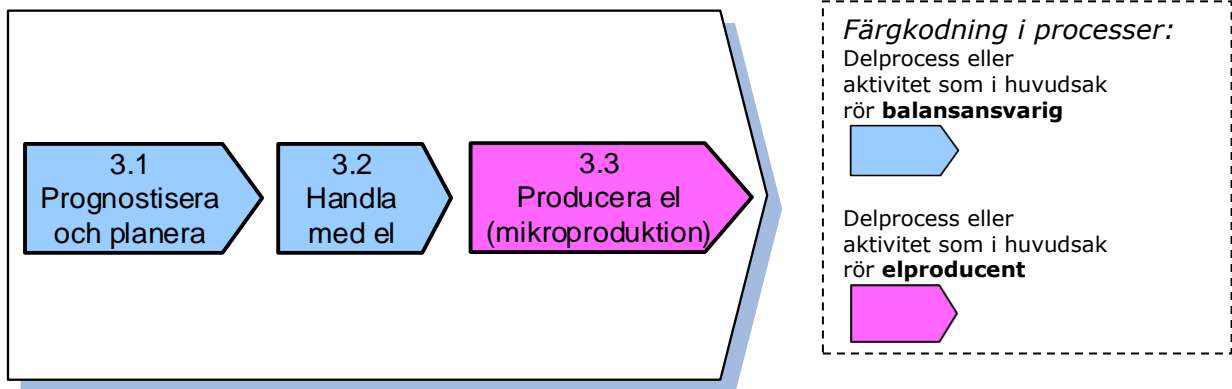 3.1
Prognostisera
och planera
3.2
Handla
med el
3.3
Producera el
(mikroproduktion)
Färgkodning i processer:
Delprocess eller
aktivitet som i huvudsak
rör balansansvarig
Delprocess eller
aktivitet som i huvudsak
rör elproducent